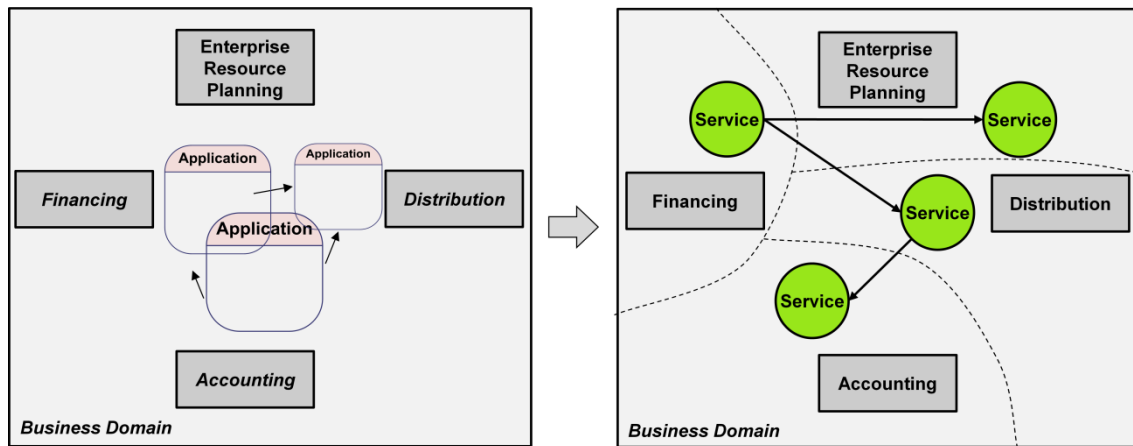 Enterprise
Resource
Planning
Application
Application
Financing
Distribution
Application
Accounting
Business Domain
Enterprise
Resource
Planning
Service
Service
Financing
Service
Distribution
Service
Accounting
Business Domain